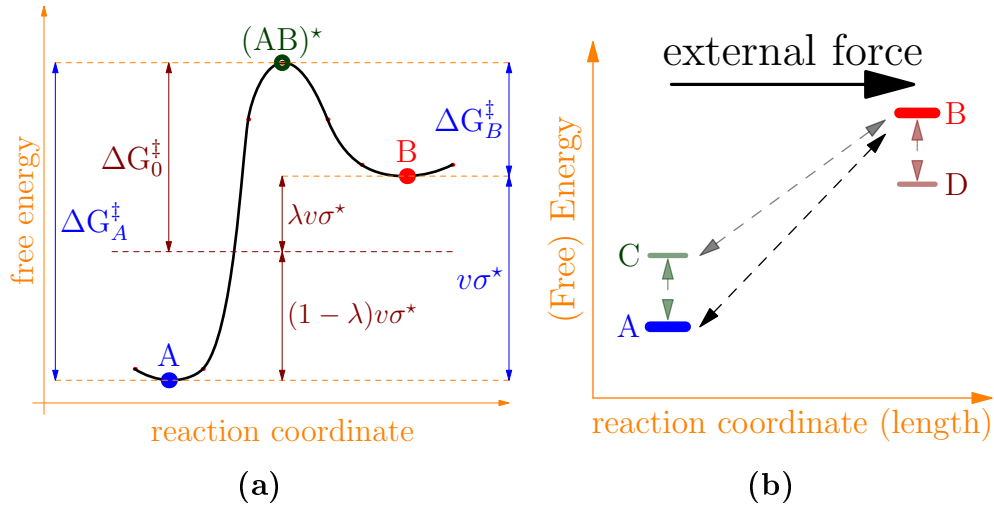 (AB)⋆
ΔG‡0
ΔG‡A
ΔG‡B
B
λvσ⋆
vσ⋆
(1 − λ)vσ⋆
A
free energy
reaction coordinate
(a)
external force
B
D
C
A
(Free) Energy
reaction coordinate (length)
(b)